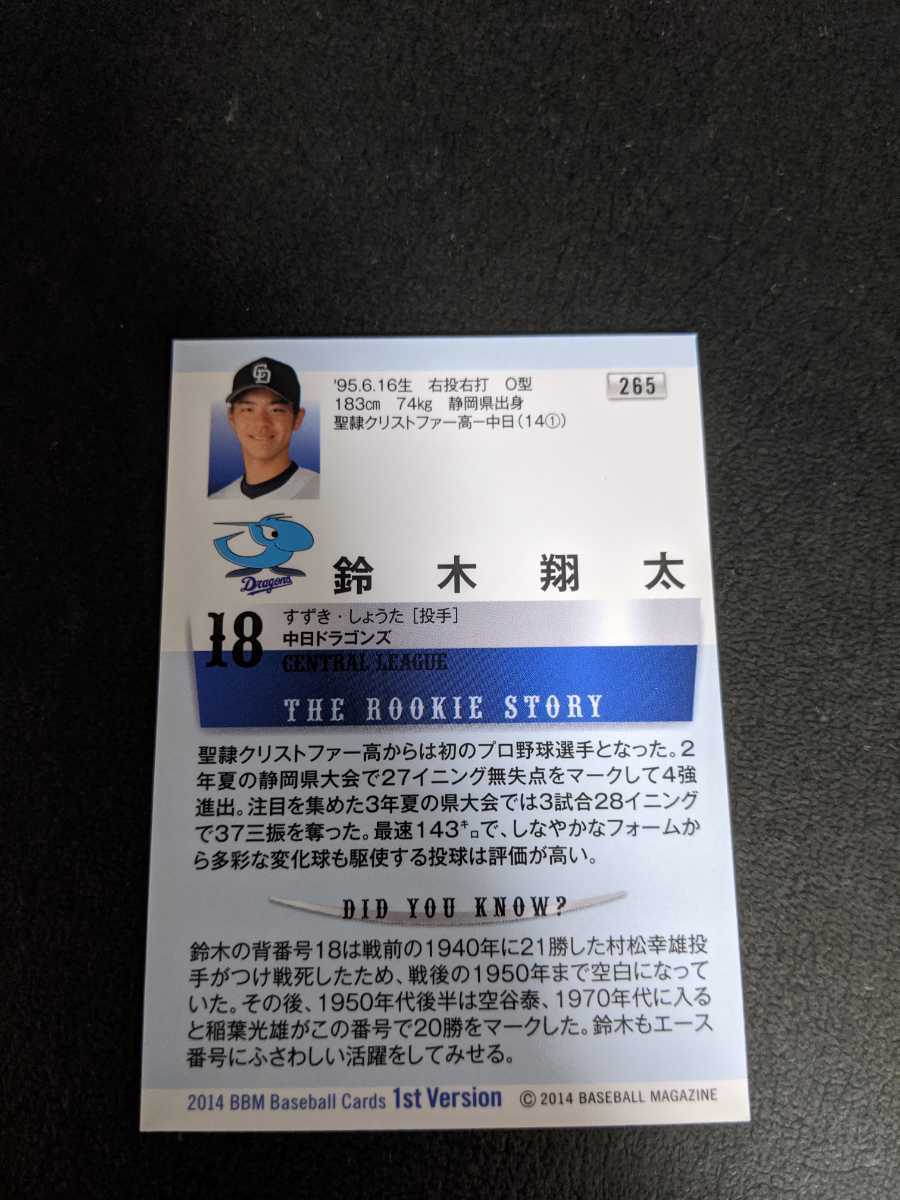 '95.6.16生 右投右打 O型
265
183cm 74kg 静岡県出身
聖隷クリストファー高ー中日(14①)
CD
Dragons
鈴木翔太
18
すずき・しょうた [投手]
中日ドラゴンズ
CENTRAL LEAGUE
THE ROOKIE STORY
聖隷クリストファー高からは初のプロ野球選手となった。2
年夏の静岡県大会で27イニング無失点をマークして4強
進出。注目を集めた3年夏の県大会では3試合28イニング
で37三振を奪った。最速143㌔で、しなやかなフォームか
ら多彩な変化球も駆使する投球は評価が高い。
DID YOU KNOW?
鈴木の背番号18は戦前の1940年に21勝した村松幸雄投
手がつけ戦死したため、戦後の1950年まで空白になって
いた。その後、1950年代後半は空谷泰、1970年代に入る
と稲葉光雄がこの番号で20勝をマークした。鈴木もエース
番号にふさわしい活躍をしてみせる。
2014 BBM Baseball Cards 1st Version © 2014 BASEBALL MAGAZINE